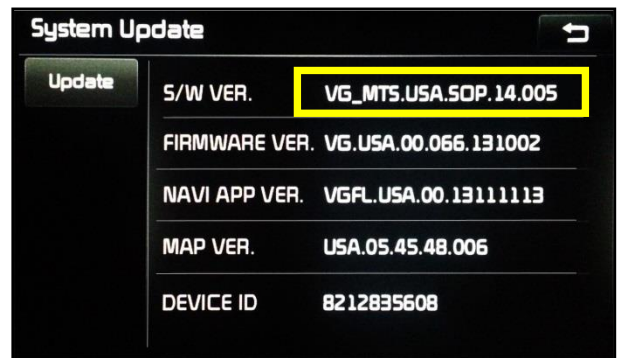 System Update
Update
S/W VER. VG_MTS.USA.SOP.14.005
FIRMWARE VER. VG.USA.00.066.131002
NAVI APP VER. VGFL.USA.00.13111113
MAP VER. USA.05.45.48.006
DEVICE ID 8212835608